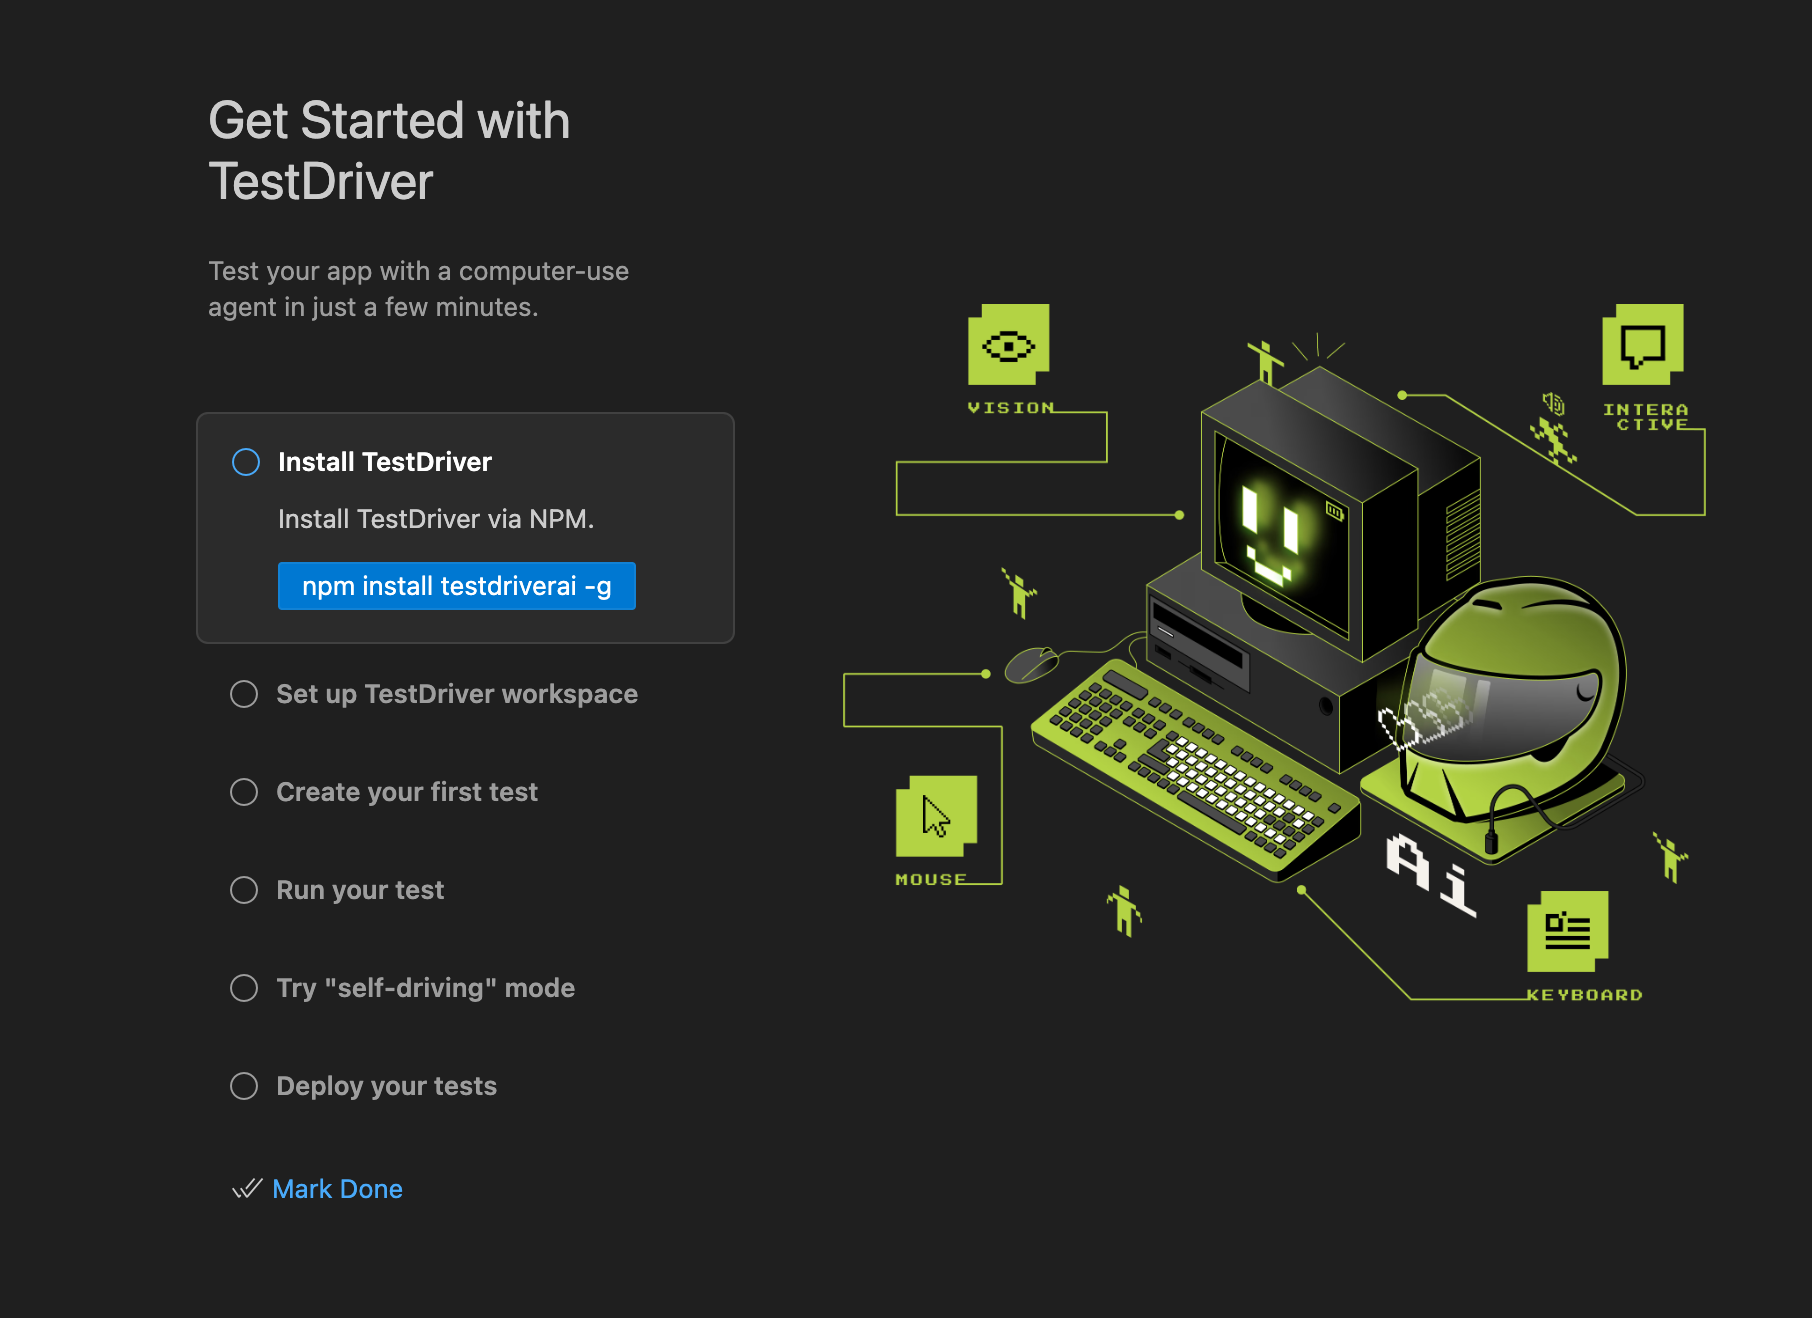 Get Started with
TestDriver
Test your app with a computer-use
agent in just a few minutes.
Install TestDriver
Install TestDriver via NPM.
npm install testdriverai -g
Set up TestDriver workspace
Create your first test
Run your test
Try "self-driving" mode
Deploy your tests
Mark Done
VISION
INTERA
CTIVE
MOUSE
Ai
KEYBOARD